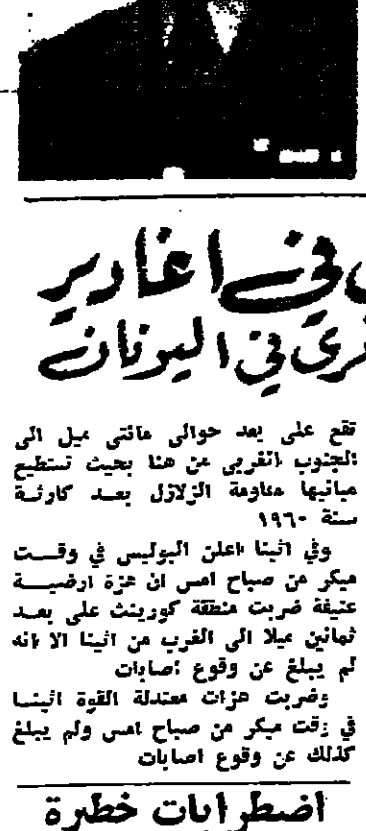 في اغادير
في اليونان
تقع على بعد حوالى مائتى ميل الى
الجنوب الغربي من هنا بحيث تستطيع
مبانيها مقاومة الزلازل بعد كارثة
سنة ١٩٦٠
وفي اثينا اعلن البوليس في وقت
مبكر من صباح امس ان هزة ارضية
عنيفة ضربت منطقة كورينث على بعد
ثمانين ميلا الى الغرب من اثينا الا انه
لم يبلغ عن وقوع اصابات
وضربت هزات معتدلة القوة اثينا
في وقت مبكر من صباح امس ولم يبلغ
كذلك عن وقوع اصابات
اضطرابات خطرة